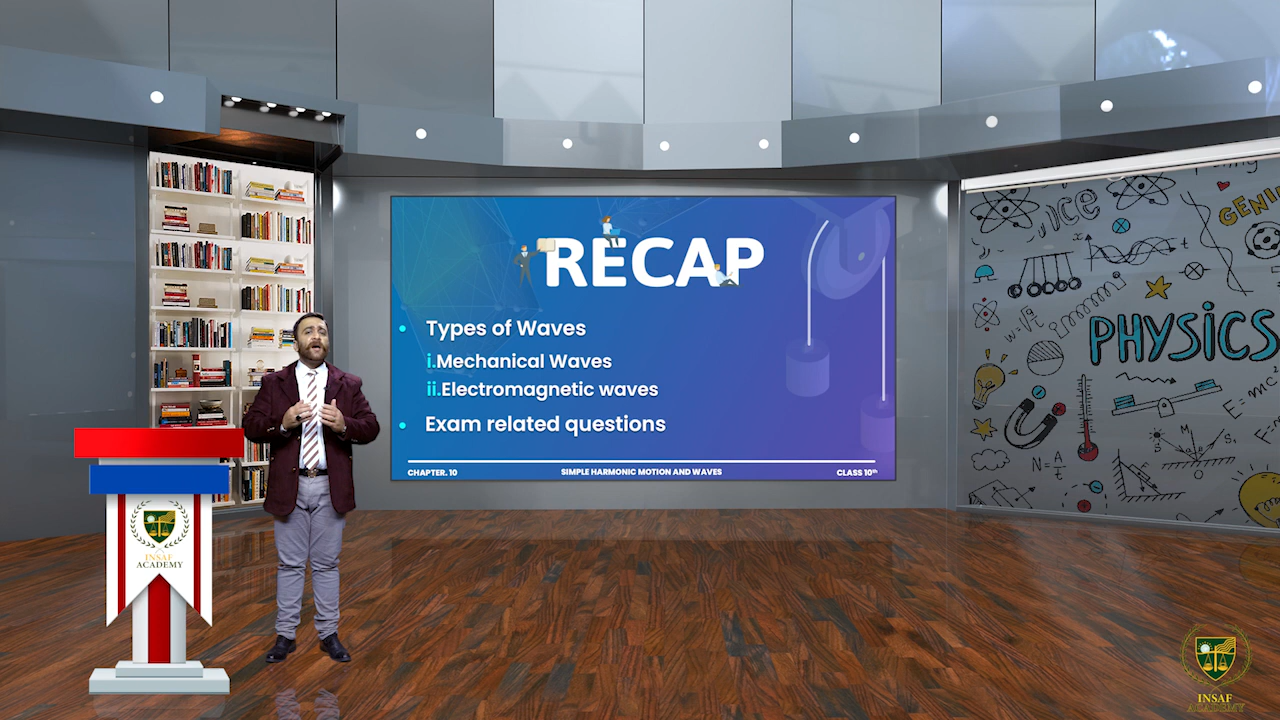 RECAP
• Types of Waves
i.Mechanical Waves
ii.Electromagnetic waves
• Exam related questions
CHAPTER. 10
SIMPLE HARMONIC MOTION AND WAVES
CLASS 10th
INSAF
ACADEMY
PHYSICS
INSAF
ACADEMY